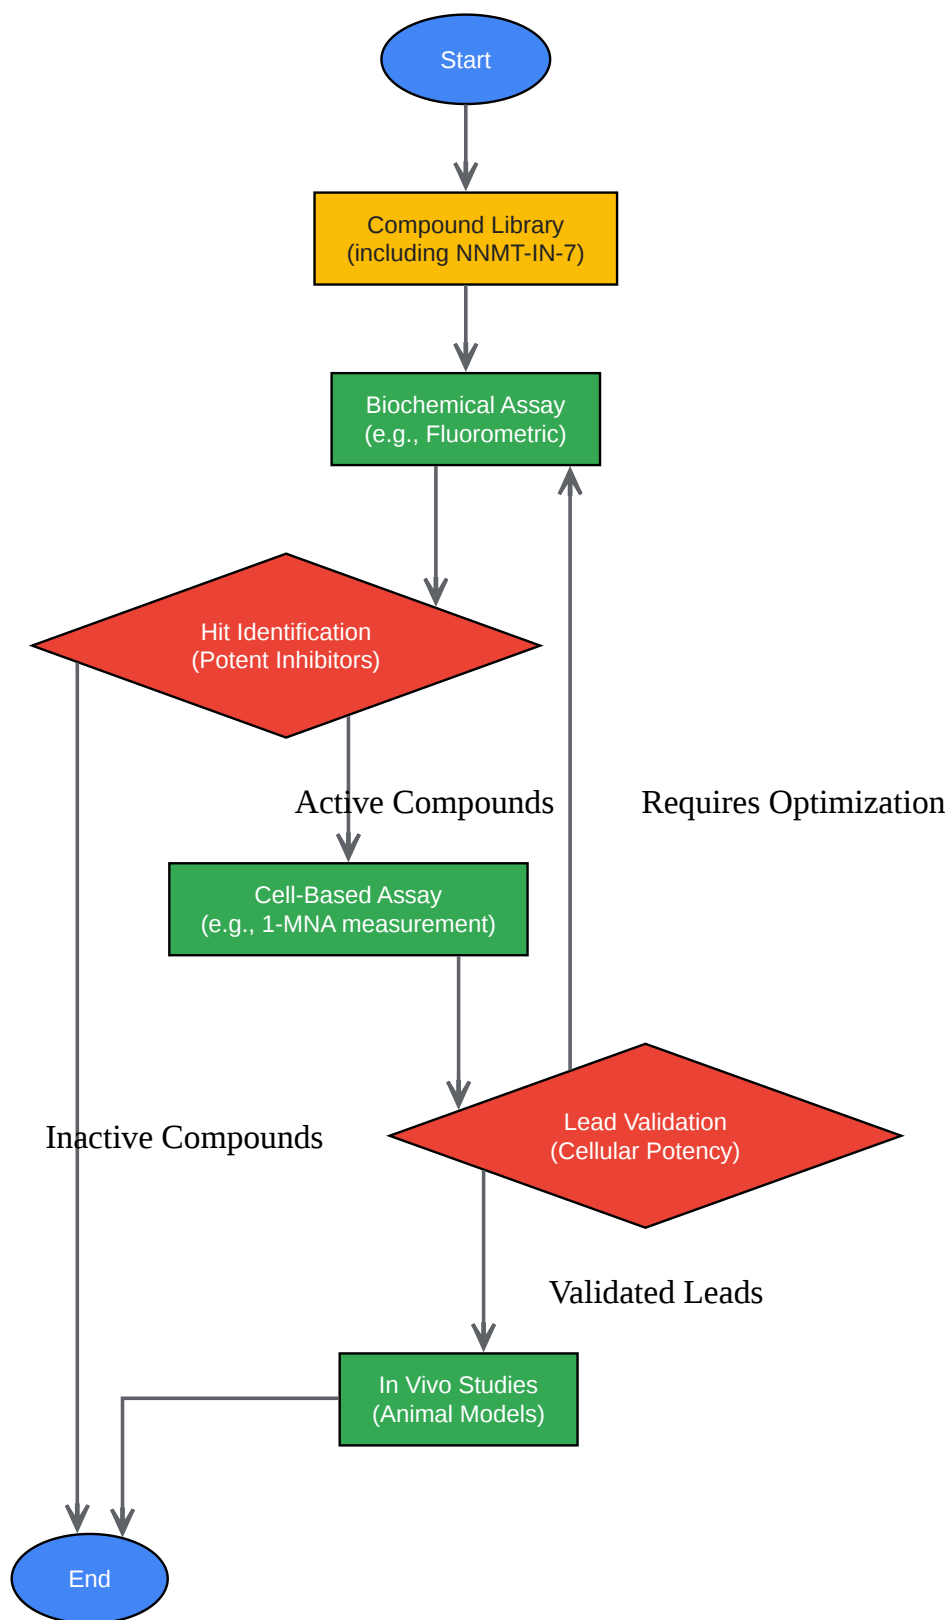 Start
Compound Library
(including NNMT-IN-7)
Biochemical Assay
(e.g., Fluorometric)
Hit Identification
(Potent Inhibitors)
Active Compounds
Requires Optimization
Cell-Based Assay
(e.g., 1-MNA measurement)
Lead Validation
(Cellular Potency)
Inactive Compounds
Validated Leads
In Vivo Studies
(Animal Models)
End